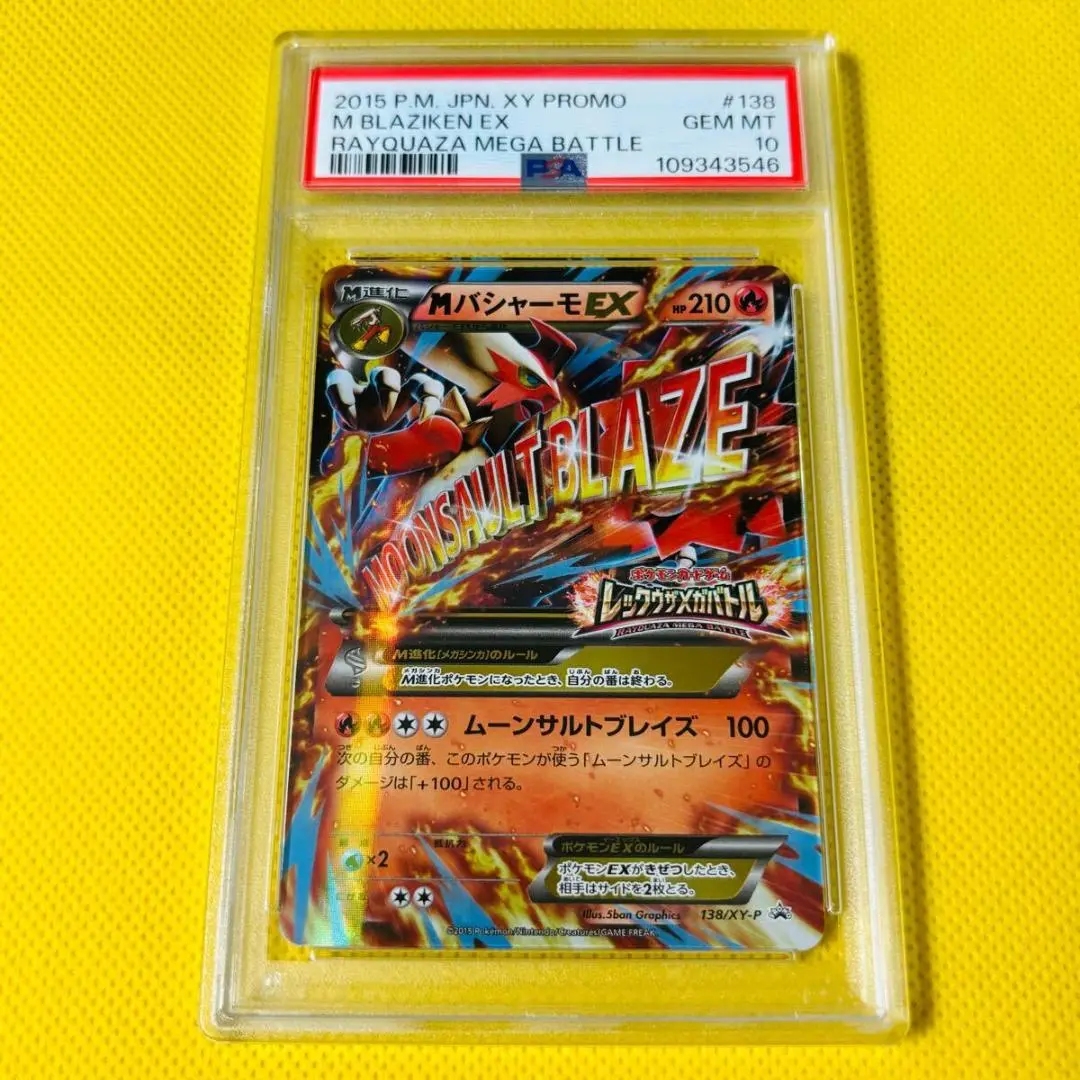 2015 P.M. JPN. XY PROMO #138
M BLAZIKEN EX GEM MT
RAYQUAZA MEGA BATTLE 10
PSA 109343546
M進化
MバシャーモEX HP210
MOONSAULT BLAZE
ポケモンカードゲーム
レックウザメガバトル
RAYQUAZA MEGA BATTLE
M進化[メガシンカ]のルール
M進化ポケモンになったとき、自分の番は終わる。
ムーンサルトブレイズ 100
次の自分の番、このポケモンが使う「ムーンサルトブレイズ」の
ダメージは「+100」される。
抵抗力
×2
ポケモンEXのルール
ポケモンEXがきぜつしたとき、
相手はサイドを2枚とる。
Illus.5ban Graphics 138/XY-P
©2015 Pokémon/Nintendo/Creatures/GAME FREAK